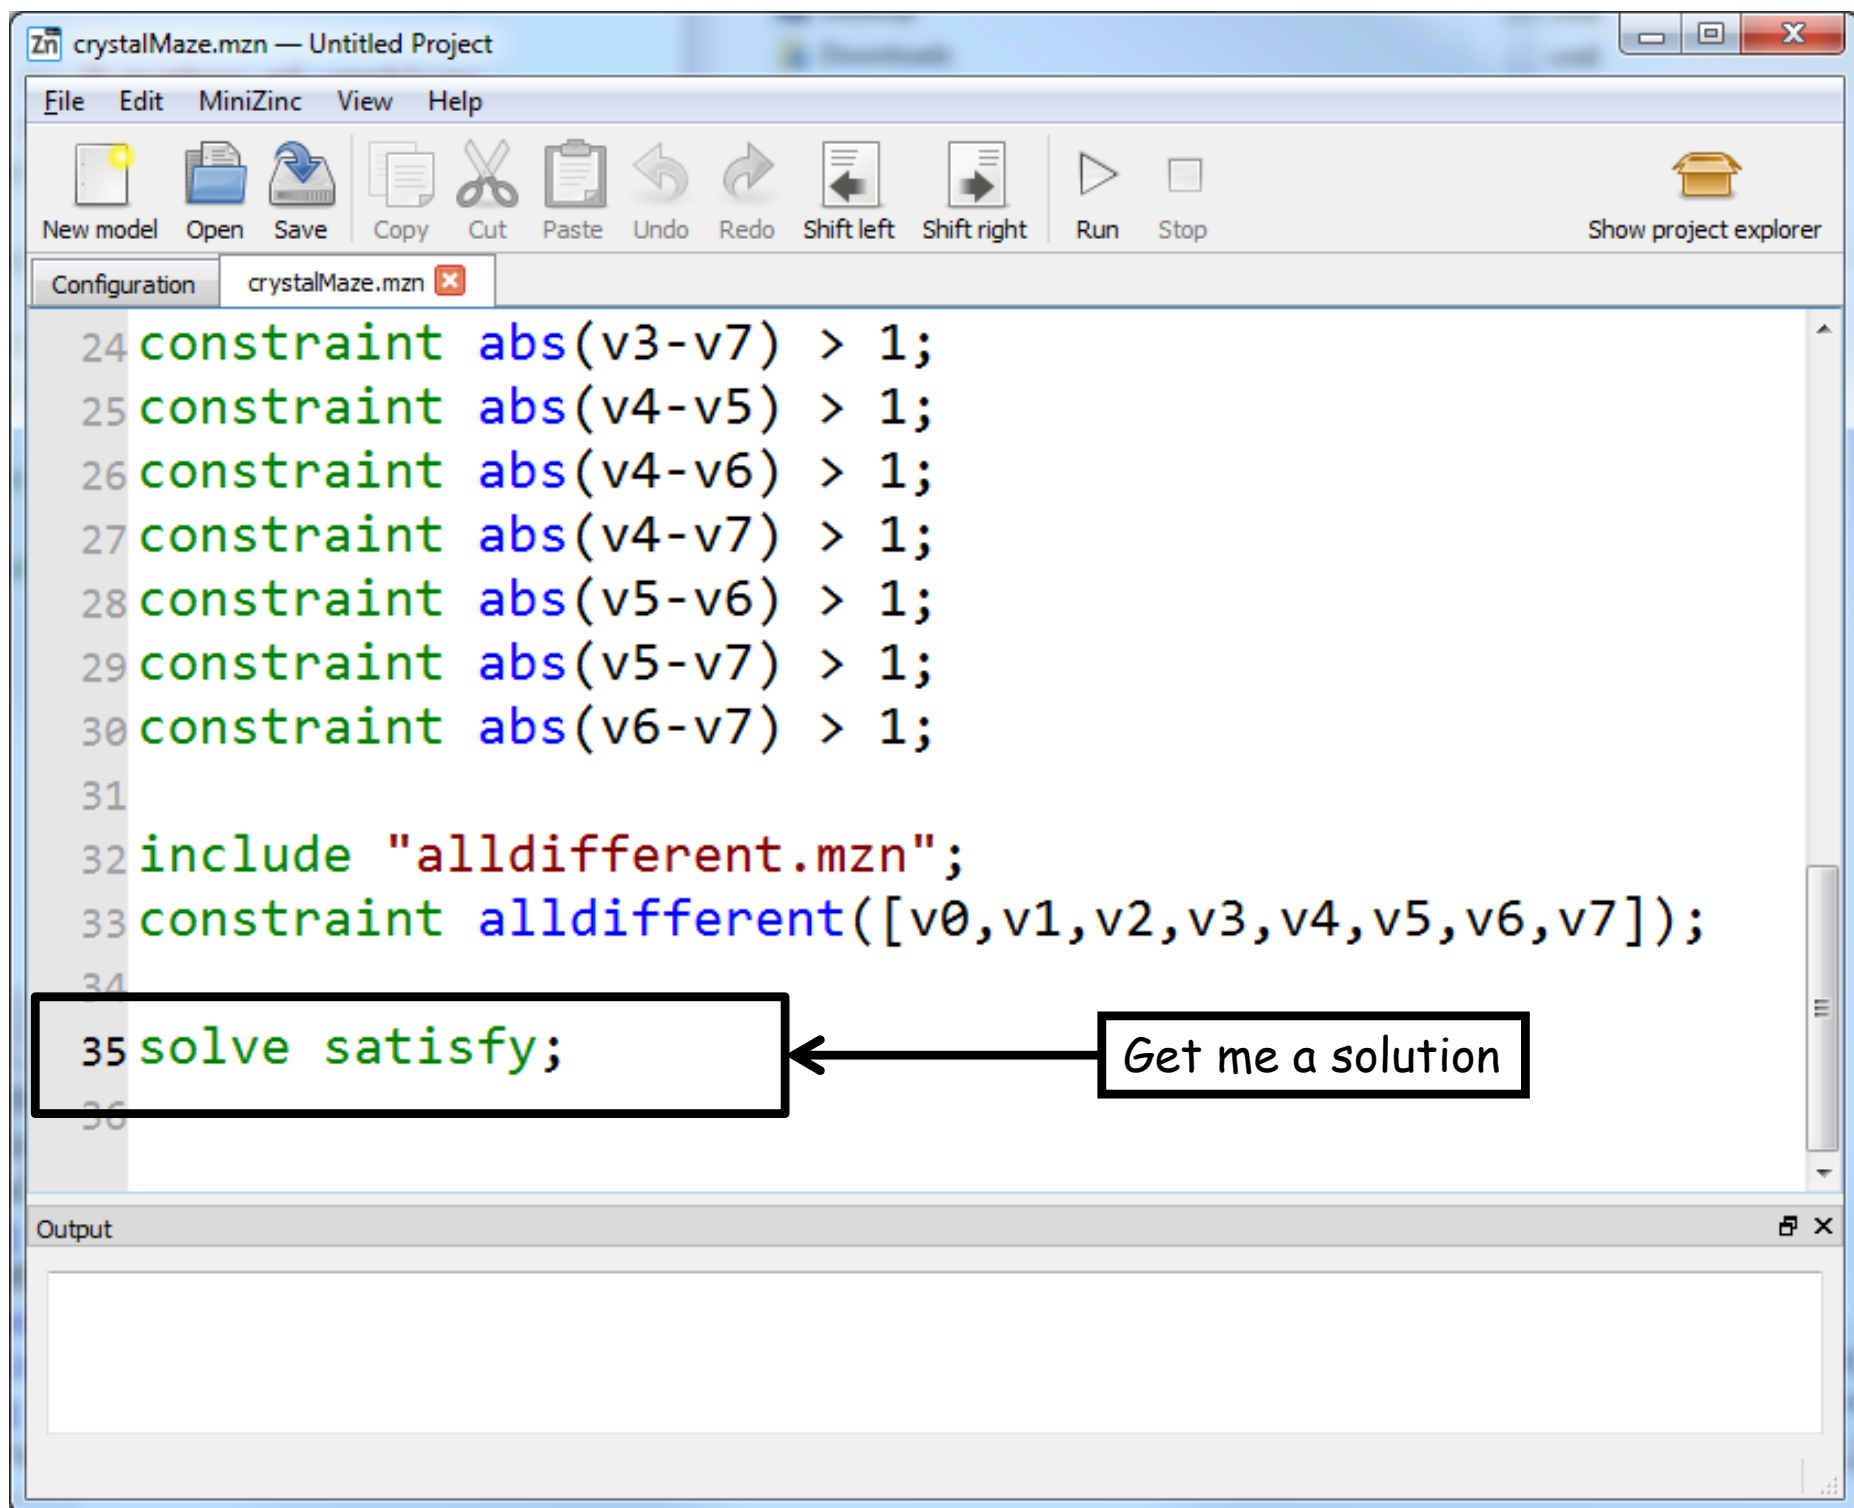 Zn crystalMaze.mzn — Untitled Project
File Edit MiniZinc View Help
New model Open Save Copy Cut Paste Undo Redo Shift left Shift right Run Stop Show project explorer
Configuration crystalMaze.mzn
24 constraint abs(v3-v7) > 1;
25 constraint abs(v4-v5) > 1;
26 constraint abs(v4-v6) > 1;
27 constraint abs(v4-v7) > 1;
28 constraint abs(v5-v6) > 1;
29 constraint abs(v5-v7) > 1;
30 constraint abs(v6-v7) > 1;
31
32 include "alldifferent.mzn";
33 constraint alldifferent([v0,v1,v2,v3,v4,v5,v6,v7]);
34
35 solve satisfy; Get me a solution
36
Output